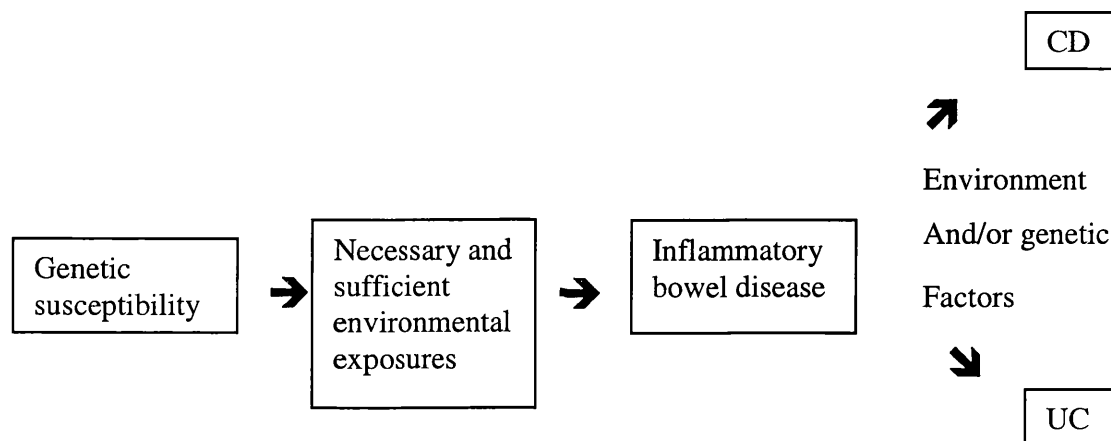 Genetic
susceptibility
Necessary and
sufficient
environmental
exposures
Inflammatory
bowel disease
CD
Environment
And/or genetic
Factors
UC